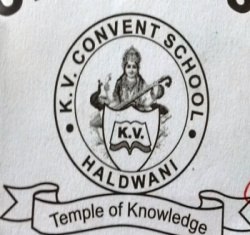 K.V. CONVENT SCHOOL
K.V.
HALDWANI
Temple of Knowledge